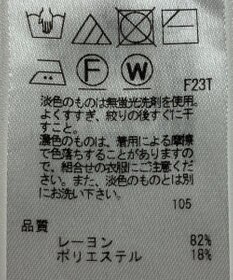 F W
F23T
淡色のものは無蛍光洗剤を使用。
よくすすぎ、絞りの後すぐに干
すこと。
濃色のものは、着用による摩擦
で色落ちすることがありますの
で、組合せの衣服にご注意くださ
い。また、淡色のものとは別
にお洗い下さい。
105
品質
レーヨン 82%
ポリエステル 18%